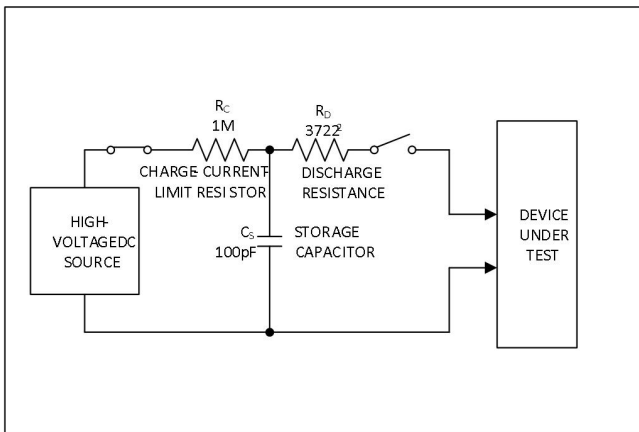 R_C
1M
CHARGE CURRENT-
LIMIT RESISTOR
R_D
3722²
DISCHARGE
RESISTANCE
HIGH-
VOLTAGEDC
SOURCE
C_S
100pF
STORAGE
CAPACITOR
DEVICE
UNDER
TEST